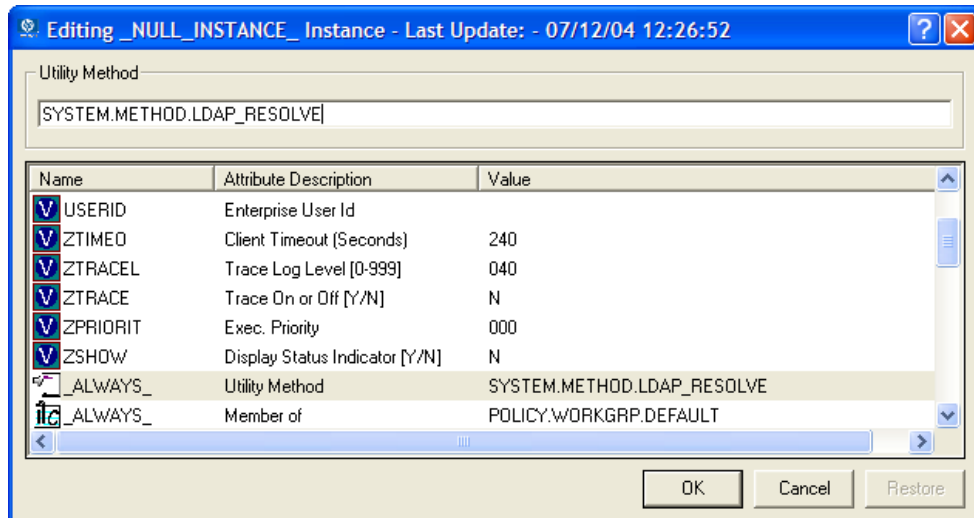 Editing _NULL_INSTANCE_ Instance - Last Update: - 07/12/04 12:26:52
Utility Method
SYSTEM.METHOD.LDAP_RESOLVE
Name Attribute Description Value
V USERID Enterprise User Id
V ZTIMEO Client Timeout (Seconds) 240
V ZTRACEL Trace Log Level [0-999] 040
V ZTRACE Trace On or Off [Y/N] N
V ZPRIORIT Exec. Priority 000
V ZSHOW Display Status Indicator [Y/N] N
_ALWAYS_ Utility Method SYSTEM.METHOD.LDAP_RESOLVE
_ALWAYS_ Member of POLICY.WORKGRP.DEFAULT
OK Cancel Restore